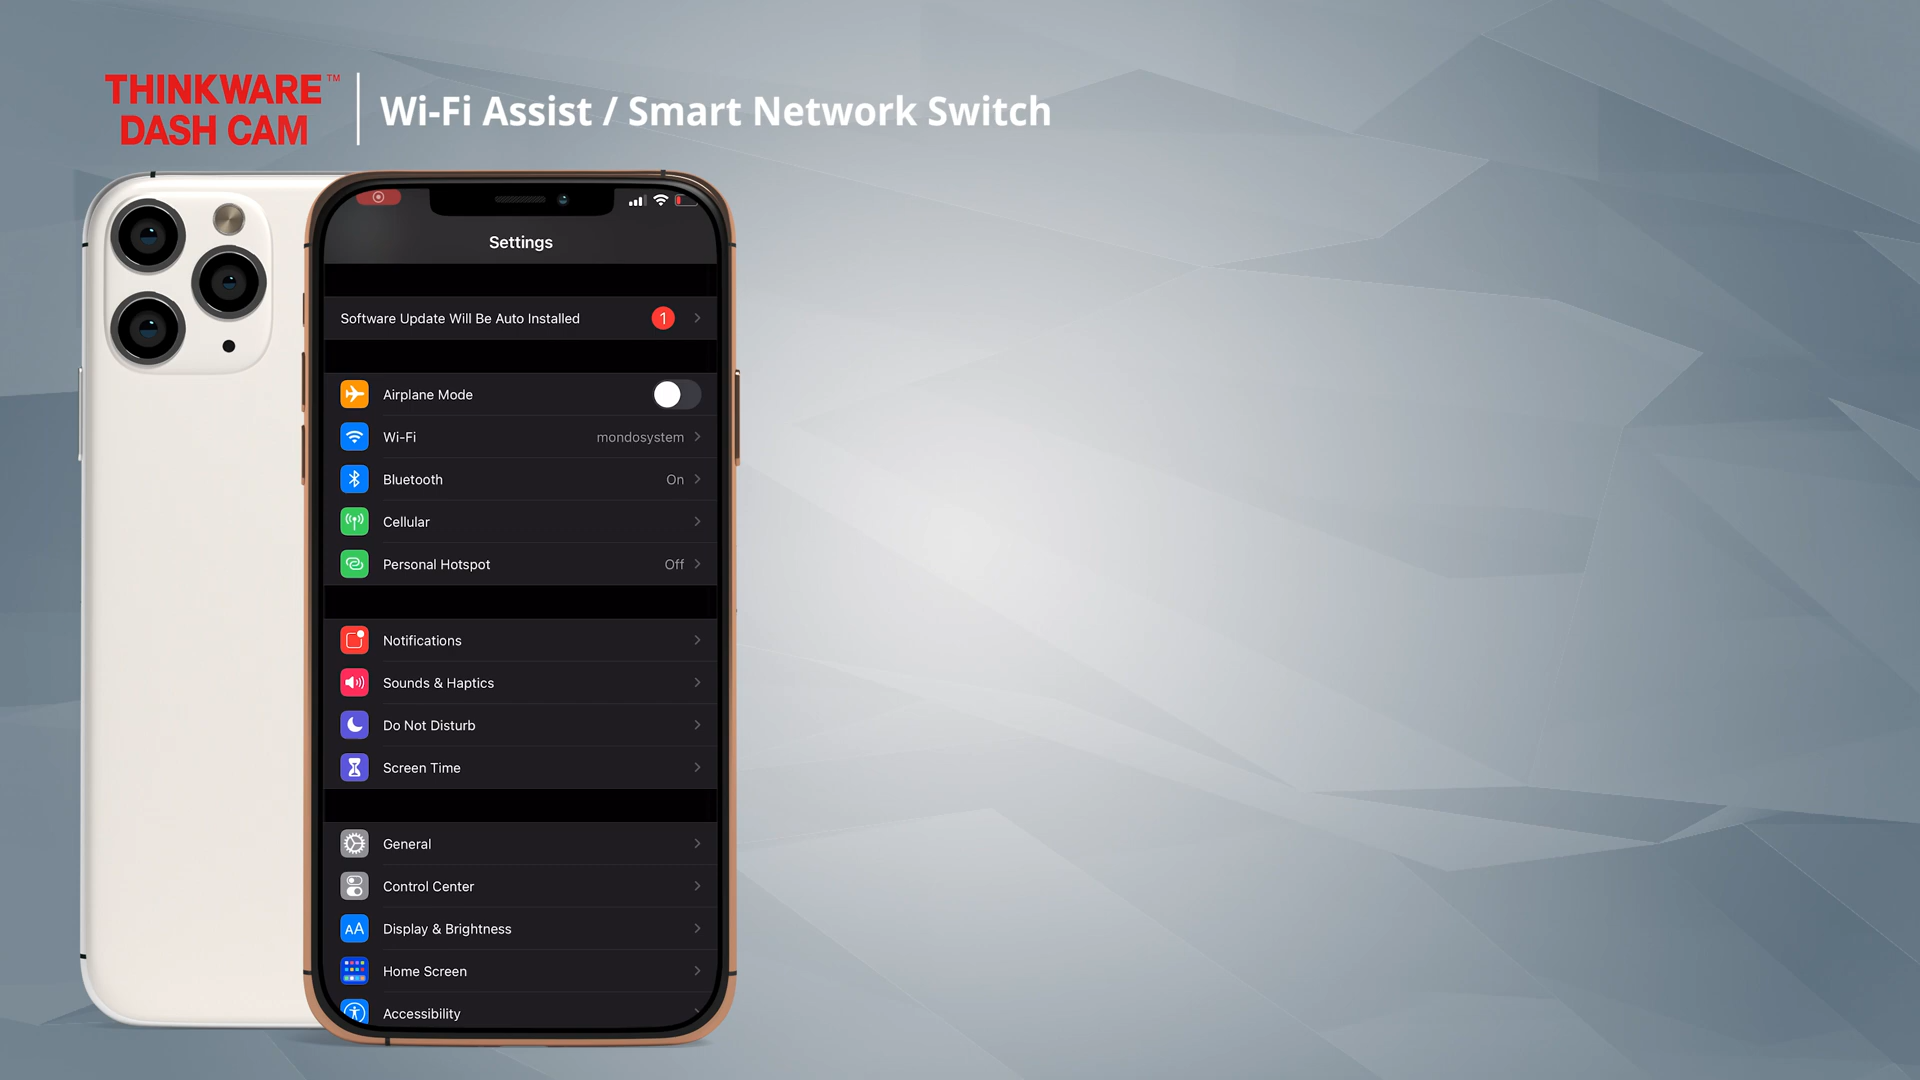 THINKWARE™
DASH CAM
Wi-Fi Assist / Smart Network Switch
Settings
Software Update Will Be Auto Installed 1
Airplane Mode
Wi-Fi mondosystem
Bluetooth On
Cellular
Personal Hotspot Off
Notifications
Sounds & Haptics
Do Not Disturb
Screen Time
General
Control Center
AA Display & Brightness
Home Screen
Accessibility